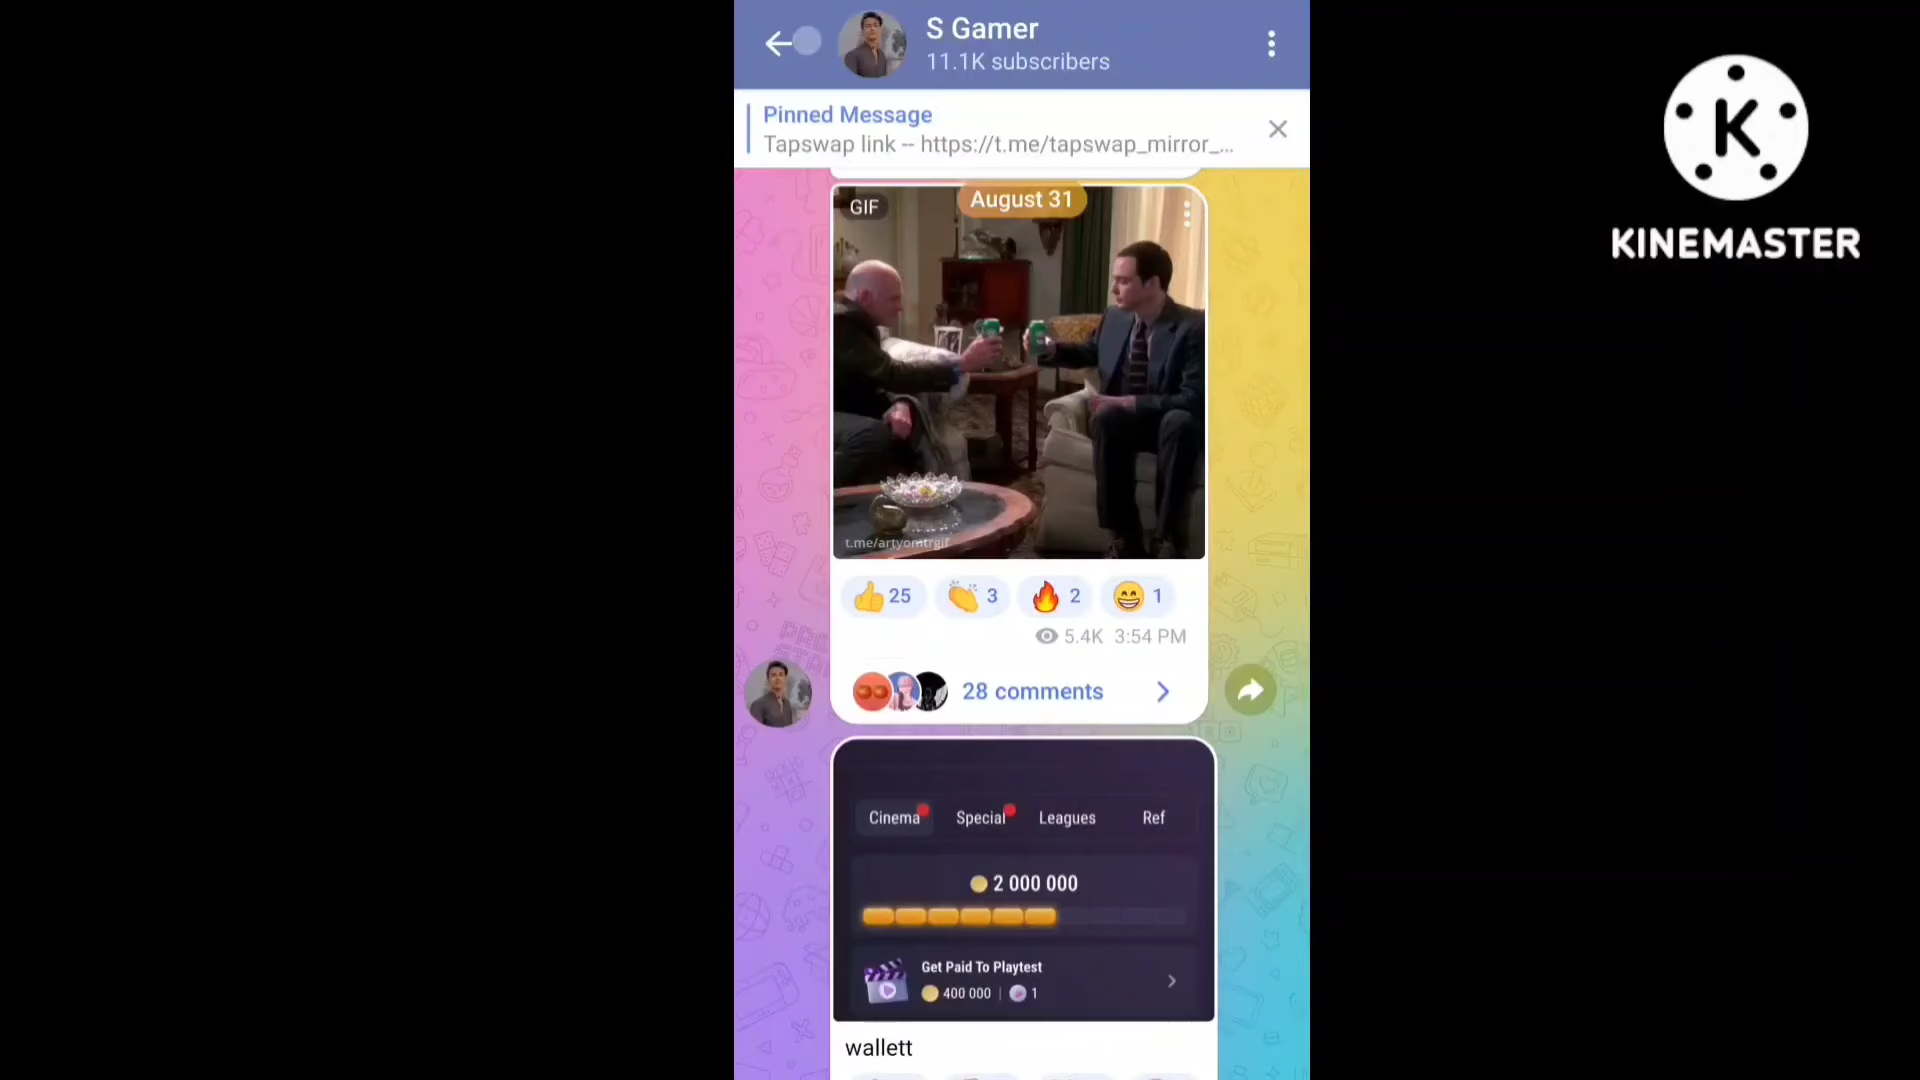 S Gamer
11.1K subscribers
Pinned Message
Tapswap link -- https://t.me/tapswap_mirror_...
August 31
GIF
t.me/artyomtrgif
25
3
2
1
5.4K 3:54 PM
28 comments
Cinema Special Leagues Ref
2 000 000
Get Paid To Playtest
400 000 | 1
wallett
K
KINEMASTER